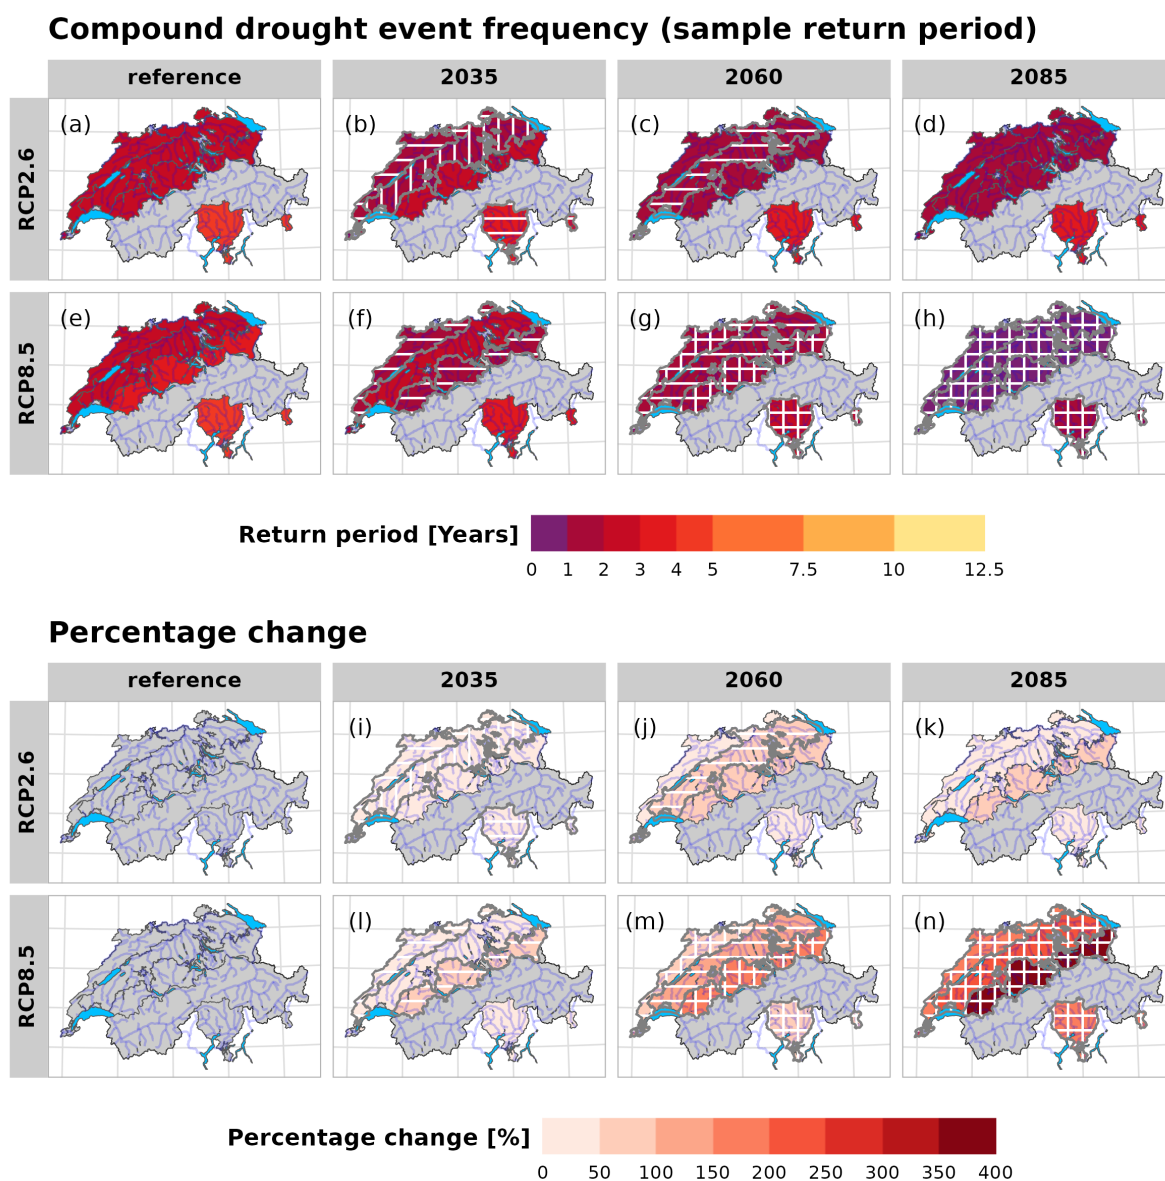 Compound drought event frequency (sample return period)
reference 2035 2060 2085
RCP2.6
(a) (b) (c) (d)
RCP8.5
(e) (f) (g) (h)
Return period [Years]
0 1 2 3 4 5 7.5 10 12.5
Percentage change
reference 2035 2060 2085
RCP2.6
(i) (j) (k)
RCP8.5
(l) (m) (n)
Percentage change [%]
0 50 100 150 200 250 300 350 400